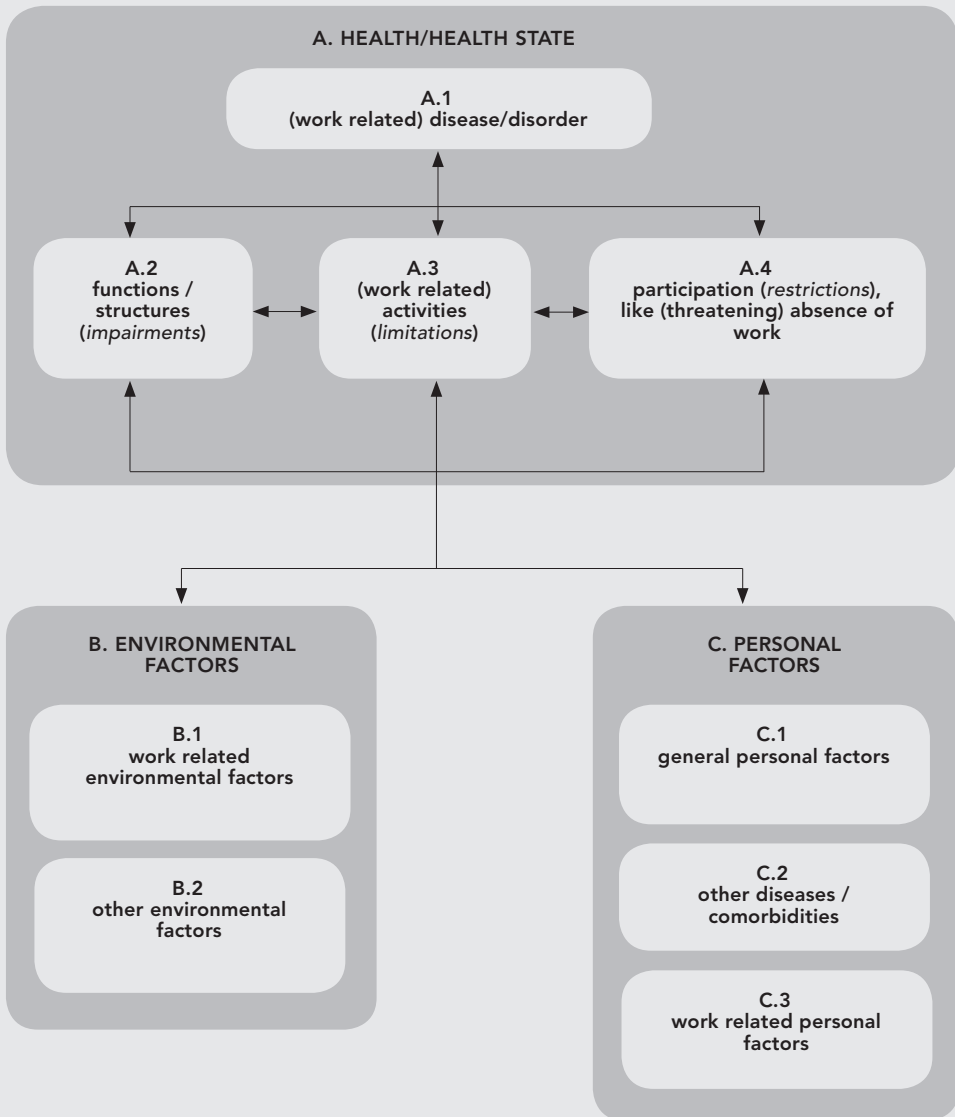 A. HEALTH/HEALTH STATE
A.1
(work related) disease/disorder
A.2
functions /
structures
(impairments)
A.3
(work related)
activities
(limitations)
A.4
participation (restrictions),
like (threatening) absence of
work
B. ENVIRONMENTAL
FACTORS
B.1
work related
environmental factors
B.2
other environmental
factors
C. PERSONAL
FACTORS
C.1
general personal factors
C.2
other diseases /
comorbidities
C.3
work related personal
factors